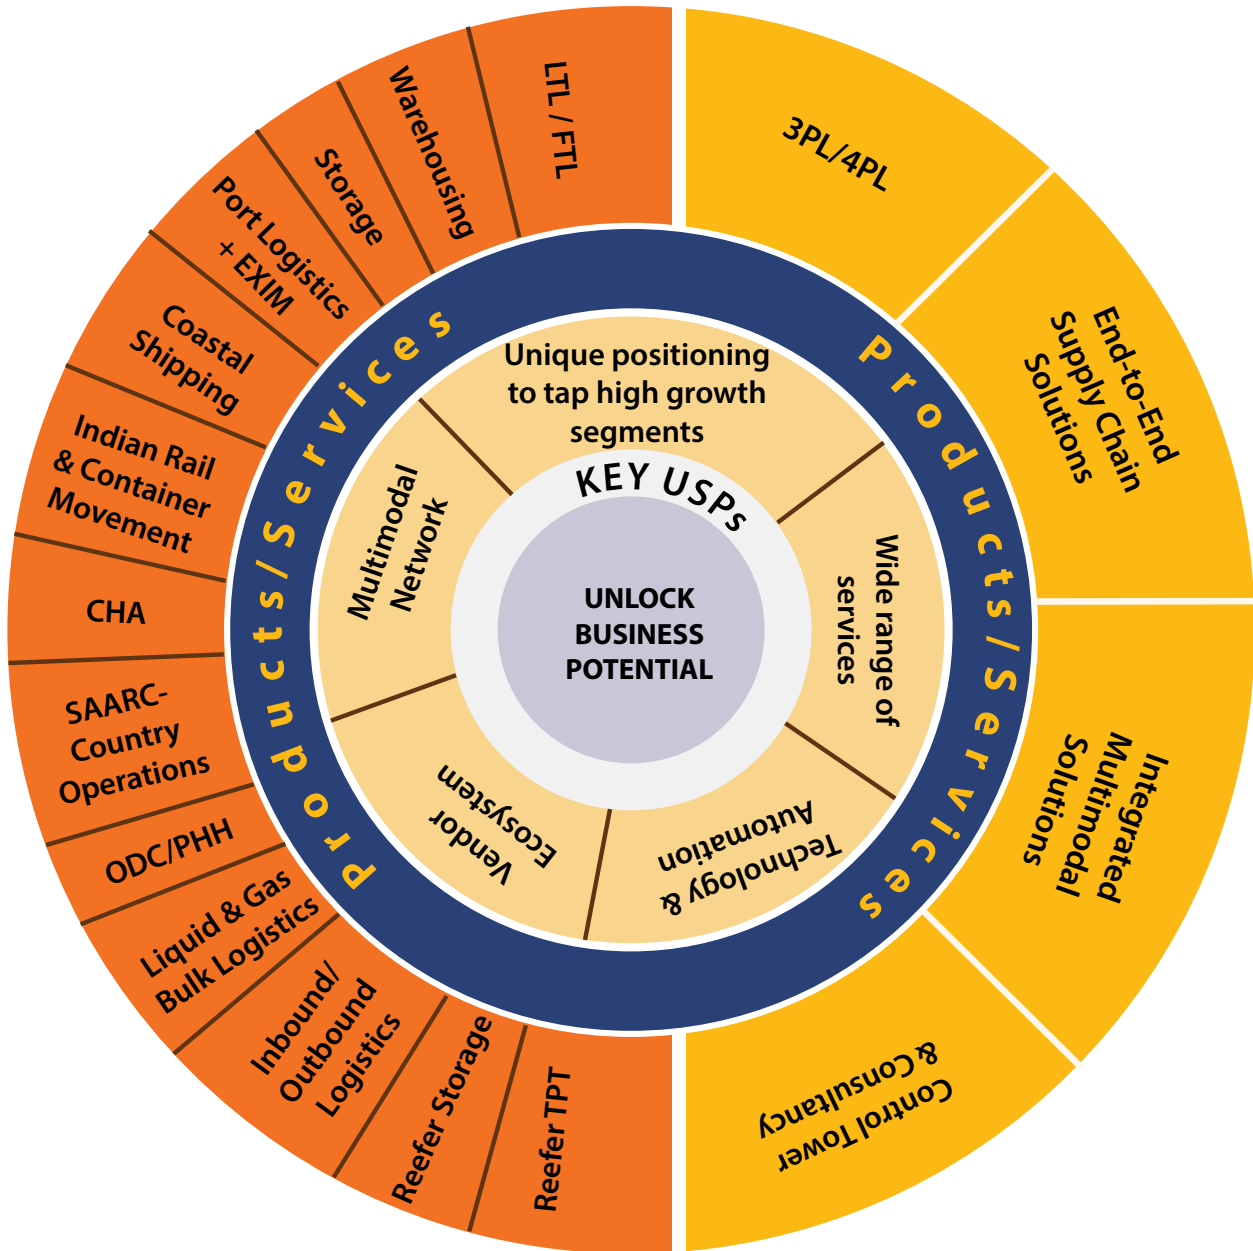 LTL / FTL
Warehousing
Storage
Port Logistics
+ EXIM
Coastal
Shipping
Indian Rail
& Container
Movement
CHA
SAARC-
Country
Operations
ODC/PHH
Liquid & Gas
Bulk Logistics
Inbound/
Outbound
Logistics
Reefer Storage
Reefer TPT
3PL/4PL
End-to-End
Supply Chain
Solutions
Integrated
Multimodal
Solutions
Control Tower
& Consultancy
Products/Services
Products/Services
Unique positioning
to tap high growth
segments
Wide range of
services
Technology &
Automation
Vendor
Ecosystem
Multimodal
Network
KEY USPs
UNLOCK
BUSINESS
POTENTIAL